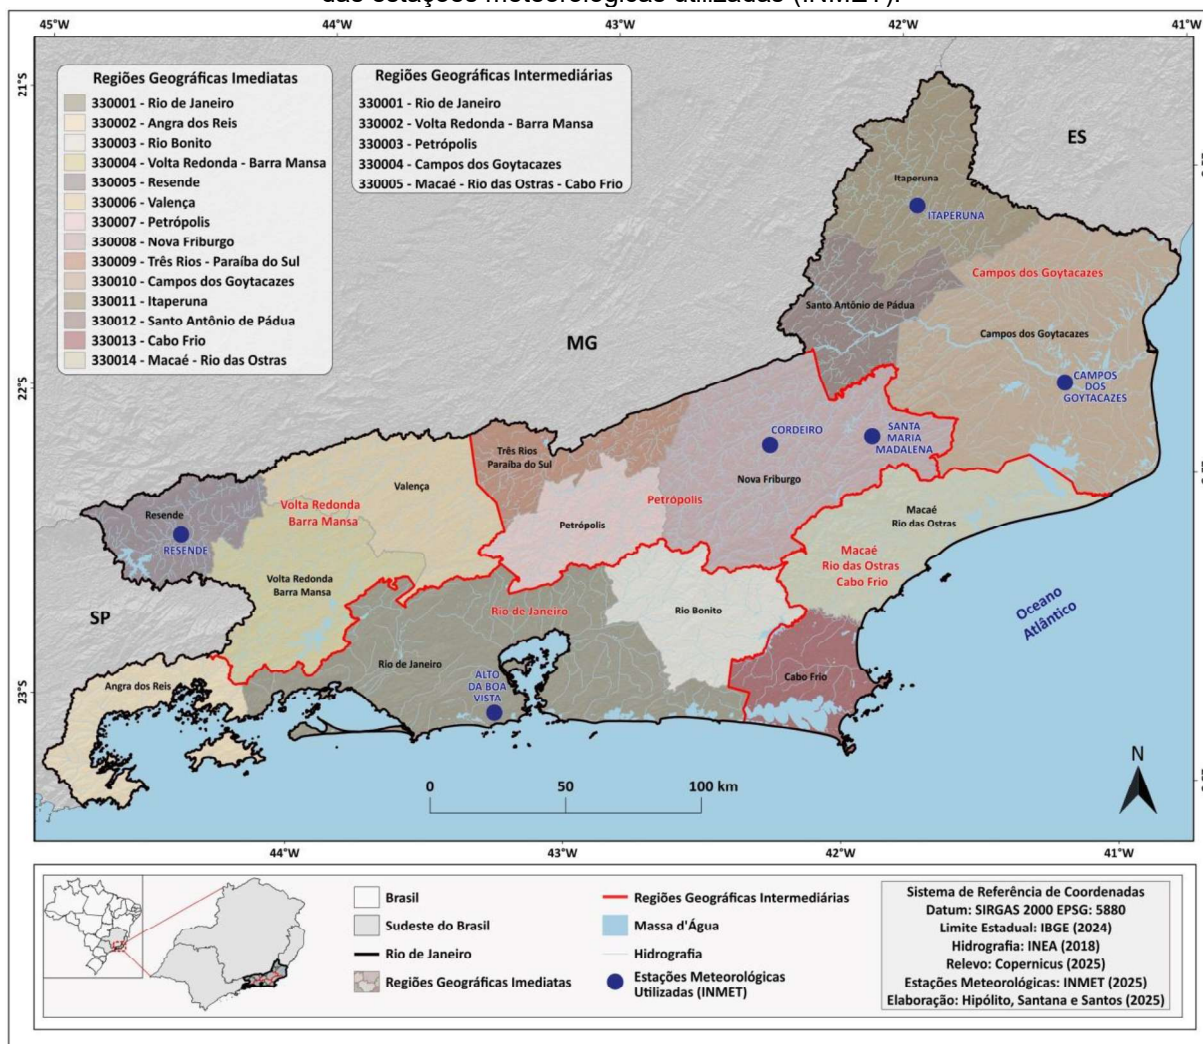 das estações meteorológicas utilizadas (INMET).
45°W
44°W
43°W
42°W
41°W
21°S
22°S
23°S
Regiões Geográficas Imediatas
330001 - Rio de Janeiro
330002 - Angra dos Reis
330003 - Rio Bonito
330004 - Volta Redonda - Barra Mansa
330005 - Resende
330006 - Valença
330007 - Petrópolis
330008 - Nova Friburgo
330009 - Três Rios - Paraíba do Sul
330010 - Campos dos Goytacazes
330011 - Itaperuna
330012 - Santo Antônio de Pádua
330013 - Cabo Frio
330014 - Macaé - Rio das Ostras
Regiões Geográficas Intermediárias
330001 - Rio de Janeiro
330002 - Volta Redonda - Barra Mansa
330003 - Petrópolis
330004 - Campos dos Goytacazes
330005 - Macaé - Rio das Ostras - Cabo Frio
ES
MG
SP
Itaperuna
ITAPERUNA
Campos dos Goytacazes
Santo Antônio de Pádua
Campos dos Goytacazes
CAMPOS
DOS
GOYTACAZES
CORDEIRO
SANTA
MARIA
MADALENA
Três Rios
Paraíba do Sul
Nova Friburgo
Valença
Petrópolis
Petrópolis
Volta Redonda
Barra Mansa
Resende
RESENDE
Macaé
Rio das Ostras
Macaé
Rio das Ostras
Cabo Frio
Volta Redonda
Barra Mansa
Rio de Janeiro
Rio Bonito
Oceano
Atlântico
Rio de Janeiro
ALTO
DA BOA
VISTA
Cabo Frio
Angra dos Reis
0
50
100 km
N
44°W
43°W
42°W
41°W
Brasil
Sudeste do Brasil
Rio de Janeiro
Regiões Geográficas Imediatas
Regiões Geográficas Intermediárias
Massa d'Água
Hidrografia
Estações Meteorológicas
Utilizadas (INMET)
Sistema de Referência de Coordenadas
Datum: SIRGAS 2000 EPSG: 5880
Limite Estadual: IBGE (2024)
Hidrografia: INEA (2018)
Relevo: Copernicus (2025)
Estações Meteorológicas: INMET (2025)
Elaboração: Hipólito, Santana e Santos (2025)